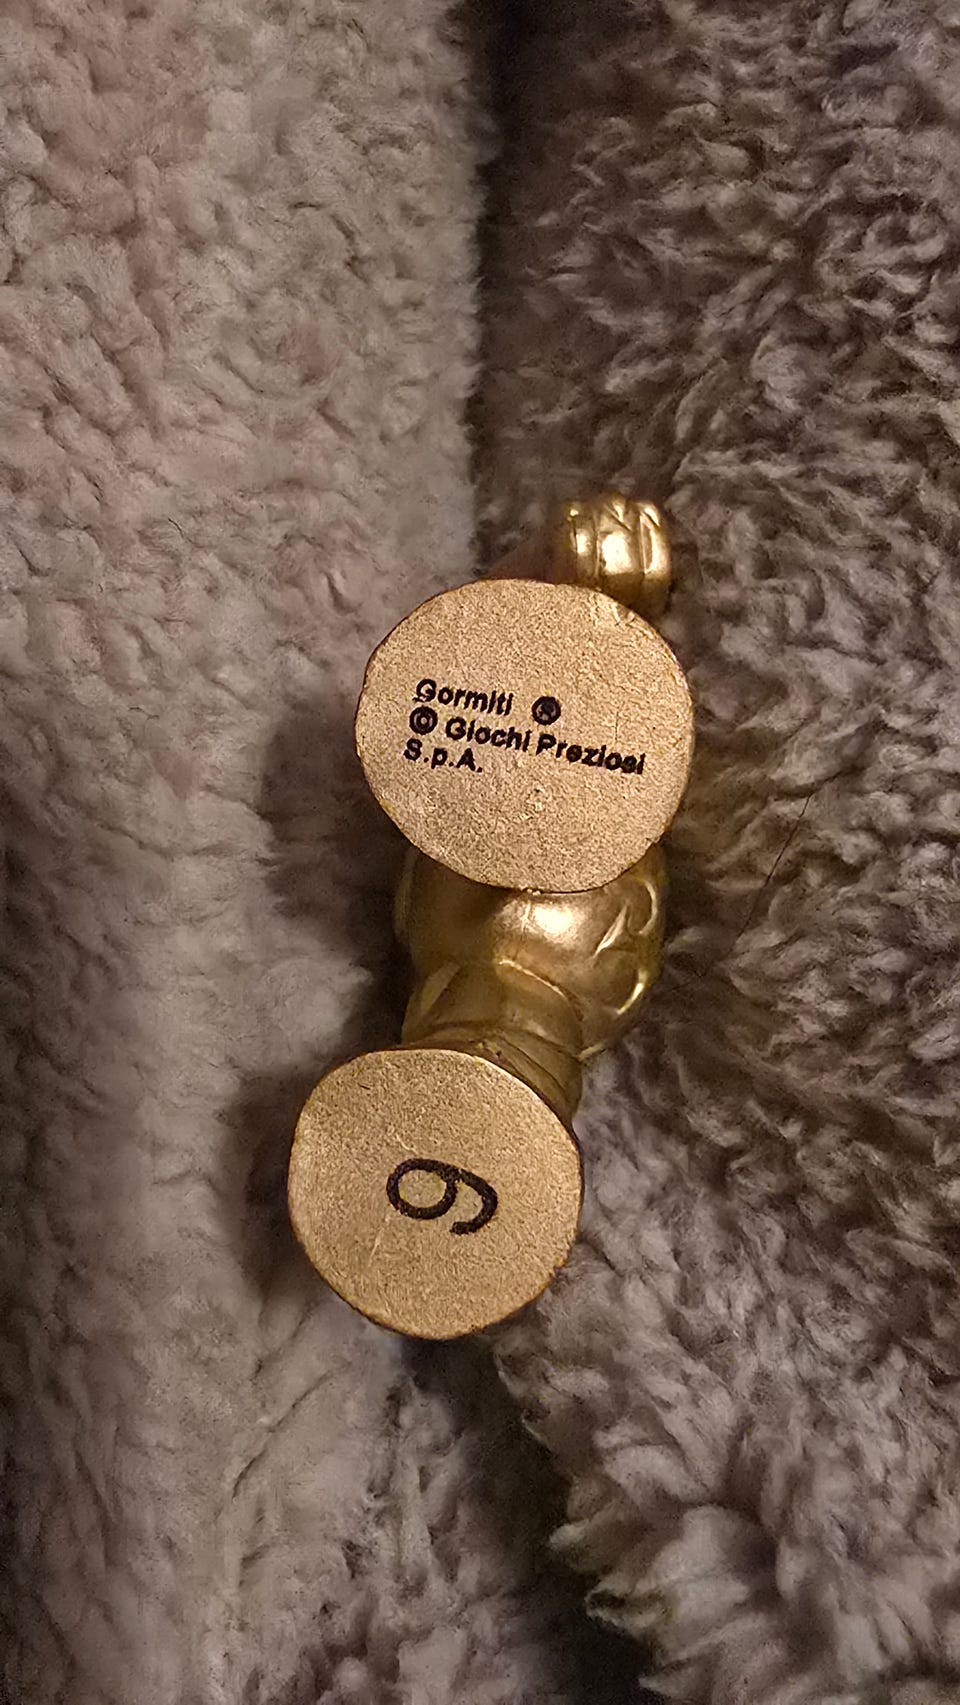 Gormiti ®
© Giochi Preziosi
S.p.A.
9